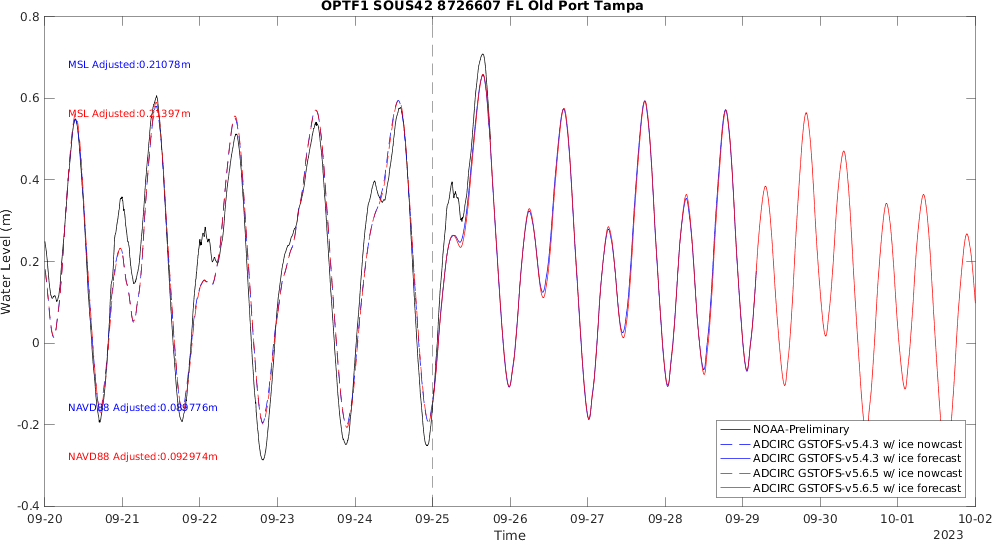 OPTF1 SOUS42 8726607 FL Old Port Tampa
0.8
0.6
0.4
0.2
0
-0.2
-0.4
Water Level (m)
MSL Adjusted:0.21078m
MSL Adjusted:0.21397m
NAVD88 Adjusted:0.089776m
NAVD88 Adjusted:0.092974m
NOAA-Preliminary
ADCIRC GSTOFS-v5.4.3 w/ ice nowcast
ADCIRC GSTOFS-v5.4.3 w/ ice forecast
ADCIRC GSTOFS-v5.6.5 w/ ice nowcast
ADCIRC GSTOFS-v5.6.5 w/ ice forecast
09-20 09-21 09-22 09-23 09-24 09-25 09-26 09-27 09-28 09-29 09-30 10-01 10-02
Time
2023